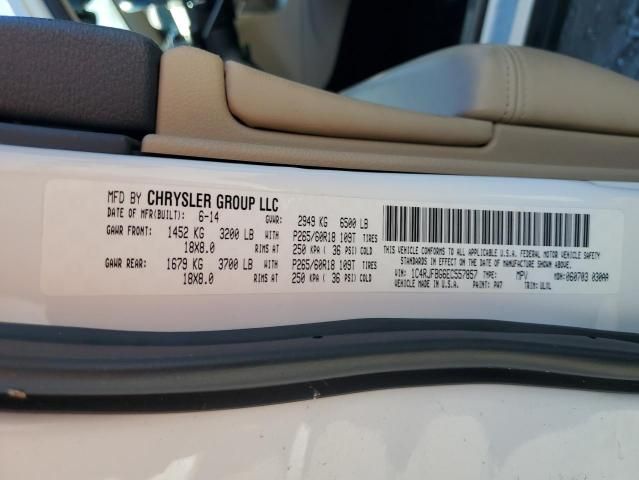 MFD BY CHRYSLER GROUP LLC
DATE OF MFR(BUILT): 6-14 GVWR: 2949 KG 6500 LB
GAWR FRONT: 1452 KG 3200 LB WITH P265/60R18 109T TIRES
18X8.0 RIMS AT 250 KPA ( 36 PSI) COLD
GAWR REAR: 1679 KG 3700 LB WITH P265/60R18 109T TIRES
18X8.0 RIMS AT 250 KPA ( 36 PSI) COLD
THIS VEHICLE CONFORMS TO ALL APPLICABLE U.S.A. FEDERAL MOTOR VEHICLE SAFETY
STANDARDS IN EFFECT ON THE DATE OF MANUFACTURE SHOWN ABOVE.
VIN: 1C4RJFBG6EC557857 TYPE: MPV MDH: 060703 030AA
VEHICLE MADE IN U.S.A. PAINT: PW7 TRIM: